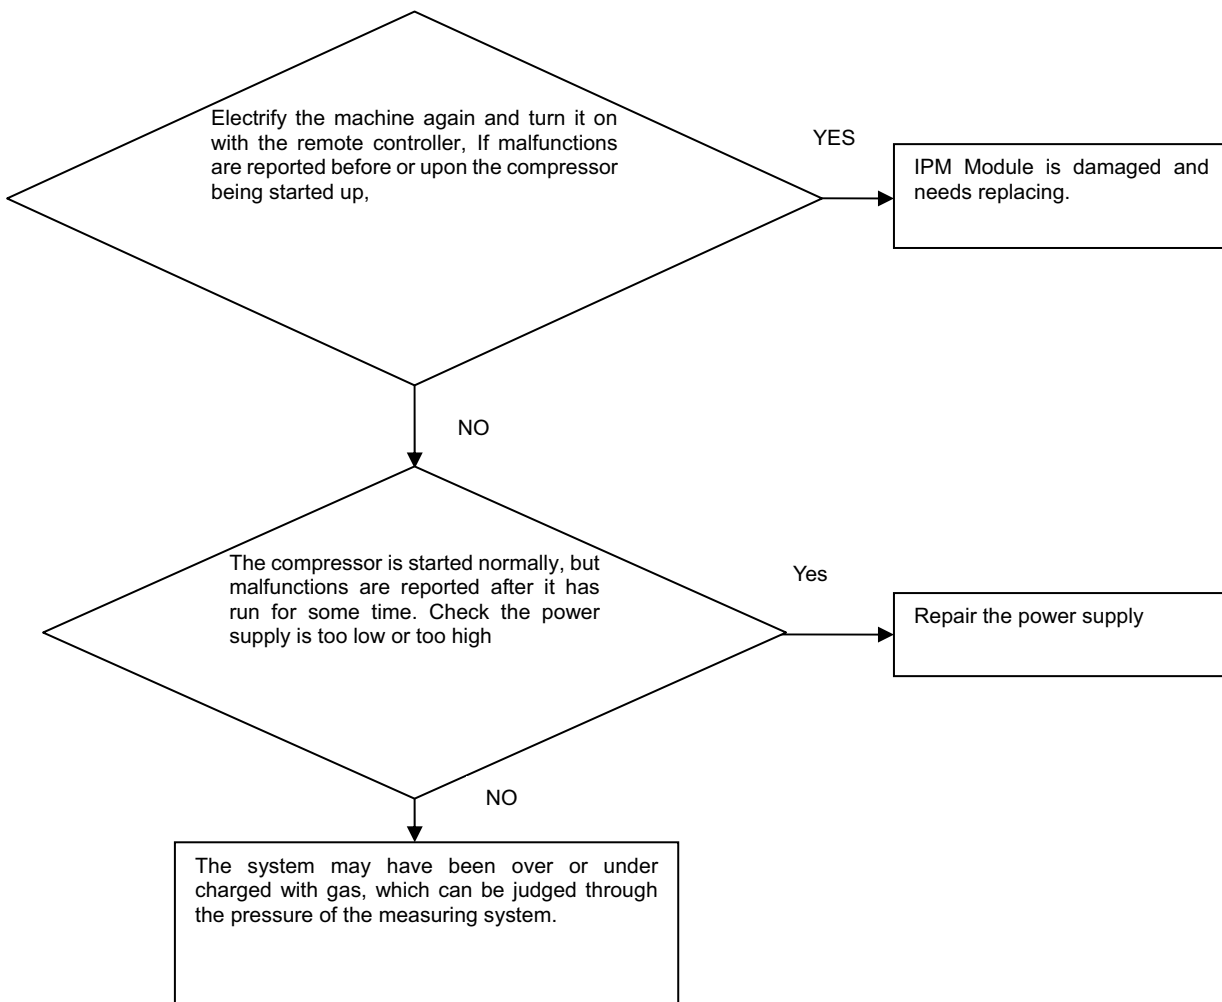 Electrify the machine again and turn it on
with the remote controller, If malfunctions
are reported before or upon the compressor
being started up,
YES
IPM Module is damaged and
needs replacing.
NO
The compressor is started normally, but
malfunctions are reported after it has
run for some time. Check the power
supply is too low or too high
Yes
Repair the power supply
NO
The system may have been over or under
charged with gas, which can be judged through
the pressure of the measuring system.